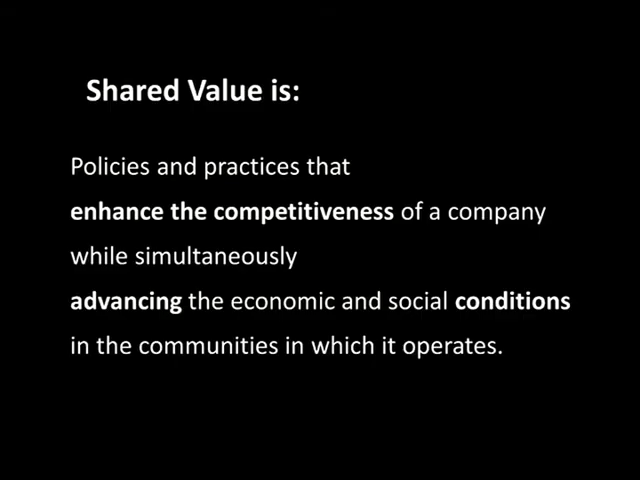 Shared Value is:
Policies and practices that
enhance the competitiveness of a company
while simultaneously
advancing the economic and social conditions
in the communities in which it operates.